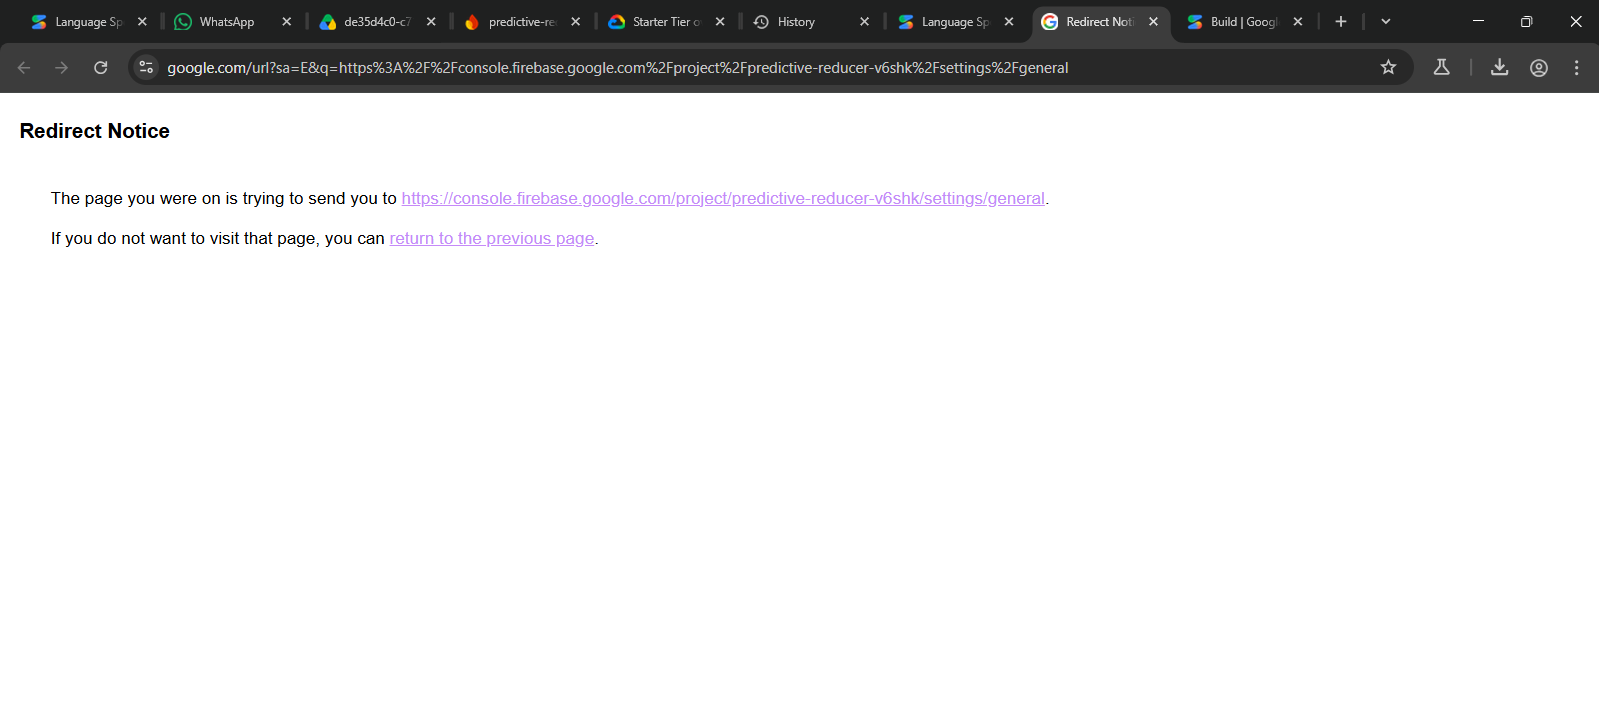 Language Sp
WhatsApp
de35d4c0-c7
predictive-re
Starter Tier o
History
Language Sp
Redirect Noti
Build | Googl
google.com/url?sa=E&q=https%3A%2F%2Fconsole.firebase.google.com%2Fproject%2Fpredictive-reducer-v6shk%2Fsettings%2Fgeneral
Redirect Notice
The page you were on is trying to send you to https://console.firebase.google.com/project/predictive-reducer-v6shk/settings/general.
If you do not want to visit that page, you can return to the previous page.